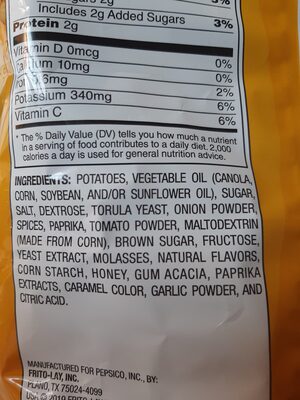 Includes 2g Added Sugars 3%
Protein 2g
Vitamin D 0mcg 0%
Calcium 10mg 0%
6mg 2%
Potassium 340mg 6%
Vitamin C 6%
* The % Daily Value (DV) tells you how much a nutrient
in a serving of food contributes to a daily diet. 2,000
calories a day is used for general nutrition advice.
INGREDIENTS: POTATOES, VEGETABLE OIL (CANOLA,
CORN, SOYBEAN, AND/OR SUNFLOWER OIL), SUGAR,
SALT, DEXTROSE, TORULA YEAST, ONION POWDER,
SPICES, PAPRIKA, TOMATO POWDER, MALTODEXTRIN
(MADE FROM CORN), BROWN SUGAR, FRUCTOSE,
YEAST EXTRACT, MOLASSES, NATURAL FLAVORS,
CORN STARCH, HONEY, GUM ACACIA, PAPRIKA
EXTRACTS, CARAMEL COLOR, GARLIC POWDER, AND
CITRIC ACID.
MANUFACTURED FOR PEPSICO, INC., BY:
FRITO-LAY, INC.
PLANO, TX 75024-4099